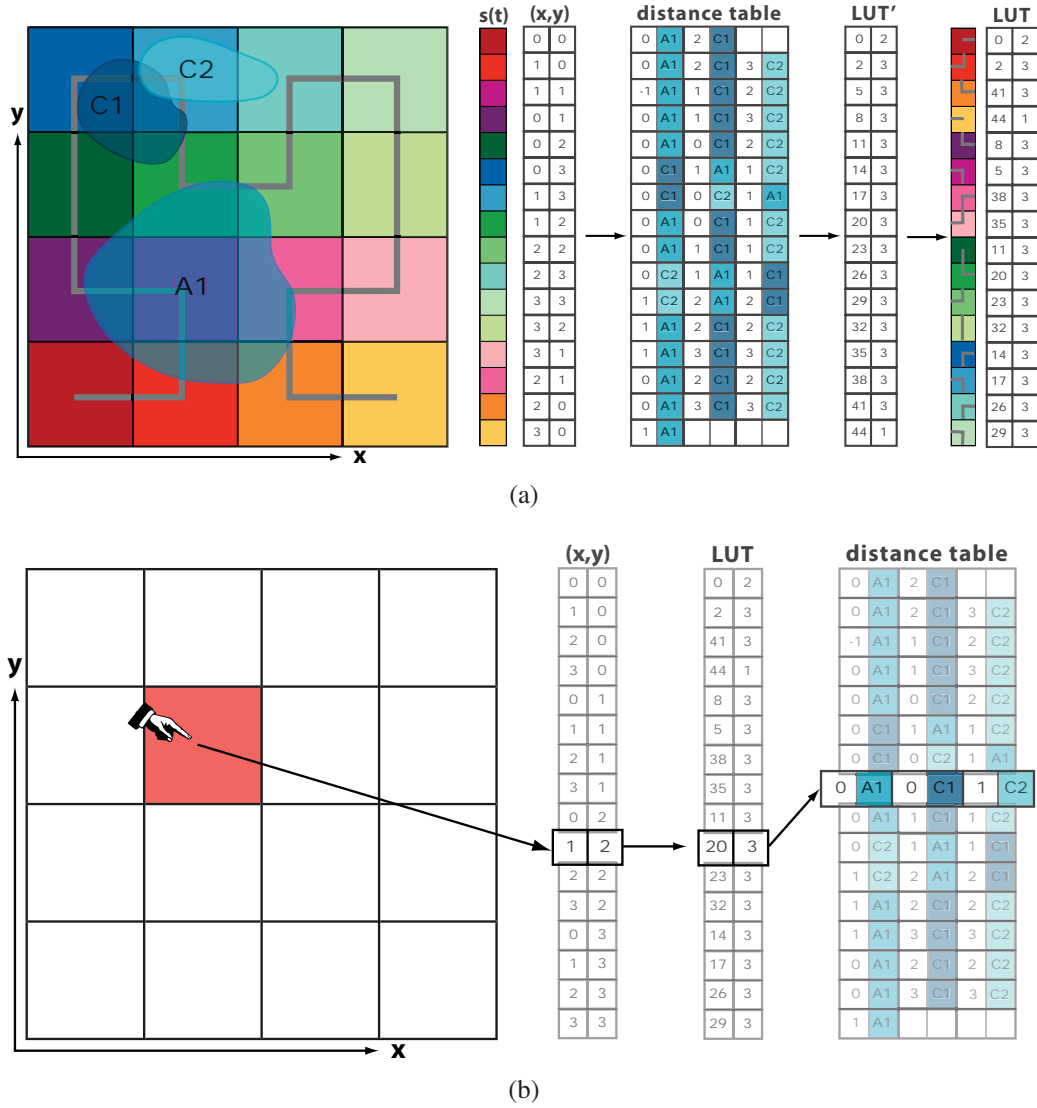 s(t) (x,y) distance table LUT' LUT
0 0 0 A1 2 C1 0 2 0 2
1 0 0 A1 2 C1 3 C2 2 3 2 3
1 1 -1 A1 1 C1 2 C2 5 3 41 3
0 1 0 A1 1 C1 3 C2 8 3 44 1
0 2 0 A1 0 C1 2 C2 11 3 8 3
0 3 0 C1 1 A1 1 C2 14 3 5 3
1 3 0 C1 0 C2 1 A1 17 3 38 3
1 2 0 A1 0 C1 1 C2 20 3 35 3
2 2 0 A1 1 C1 1 C2 23 3 11 3
2 3 0 C2 1 A1 1 C1 26 3 20 3
3 3 1 C2 2 A1 2 C1 29 3 23 3
3 2 1 A1 2 C1 2 C2 32 3 32 3
3 1 1 A1 3 C1 3 C2 35 3 14 3
2 1 0 A1 2 C1 2 C2 38 3 17 3
2 0 0 A1 3 C1 3 C2 41 3 26 3
3 0 1 A1 44 1 29 3
C2
C1
y
A1
x
(a)
(x,y) LUT distance table
0 0 0 2 0 A1 2 C1
1 0 2 3 0 A1 2 C1 3 C2
2 0 41 3 -1 A1 1 C1 2 C2
3 0 44 1 0 A1 1 C1 3 C2
0 1 8 3 0 A1 0 C1 2 C2
1 1 5 3 0 C1 1 A1 1 C2
2 1 38 3 0 C1 0 C2 1 A1
3 1 35 3 0 A1 0 C1 1 C2
0 2 11 3 0 A1 1 C1 1 C2
1 2 20 3 0 C2 1 A1 1 C1
2 2 23 3 1 C2 2 A1 2 C1
3 2 32 3 1 A1 2 C1 2 C2
0 3 14 3 1 A1 3 C1 3 C2
1 3 17 3 0 A1 2 C1 2 C2
2 3 26 3 0 A1 3 C1 3 C2
3 3 29 3 1 A1
y
x
(b)